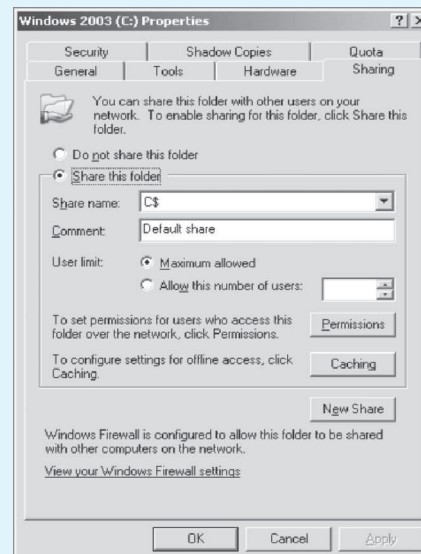 Windows 2003 (C:) Properties
Security Shadow Copies Quota
General Tools Hardware Sharing
You can share this folder with other users on your
network. To enable sharing for this folder, click Share this
folder.
Do not share this folder
Share this folder
Share name: C$
Comment: Default share
User limit: Maximum allowed
Allow this number of users:
To set permissions for users who access this
folder over the network, click Permissions.
Permissions
To configure settings for offline access, click
Caching.
Caching
New Share
Windows Firewall is configured to allow this folder to be shared
with other computers on the network.
View your Windows Firewall settings
OK Cancel Apply